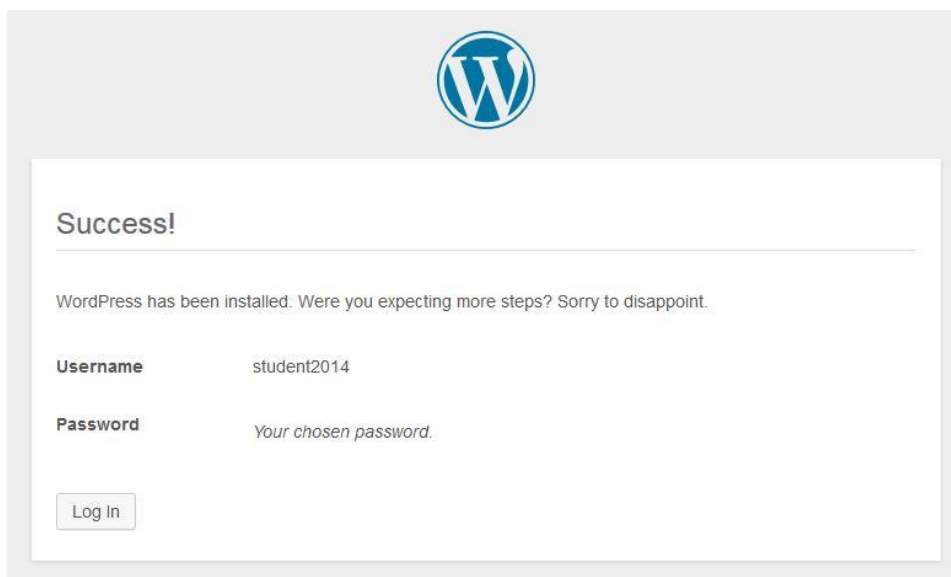 Success!
WordPress has been installed. Were you expecting more steps? Sorry to disappoint.
Username student2014
Password Your chosen password.
Log In